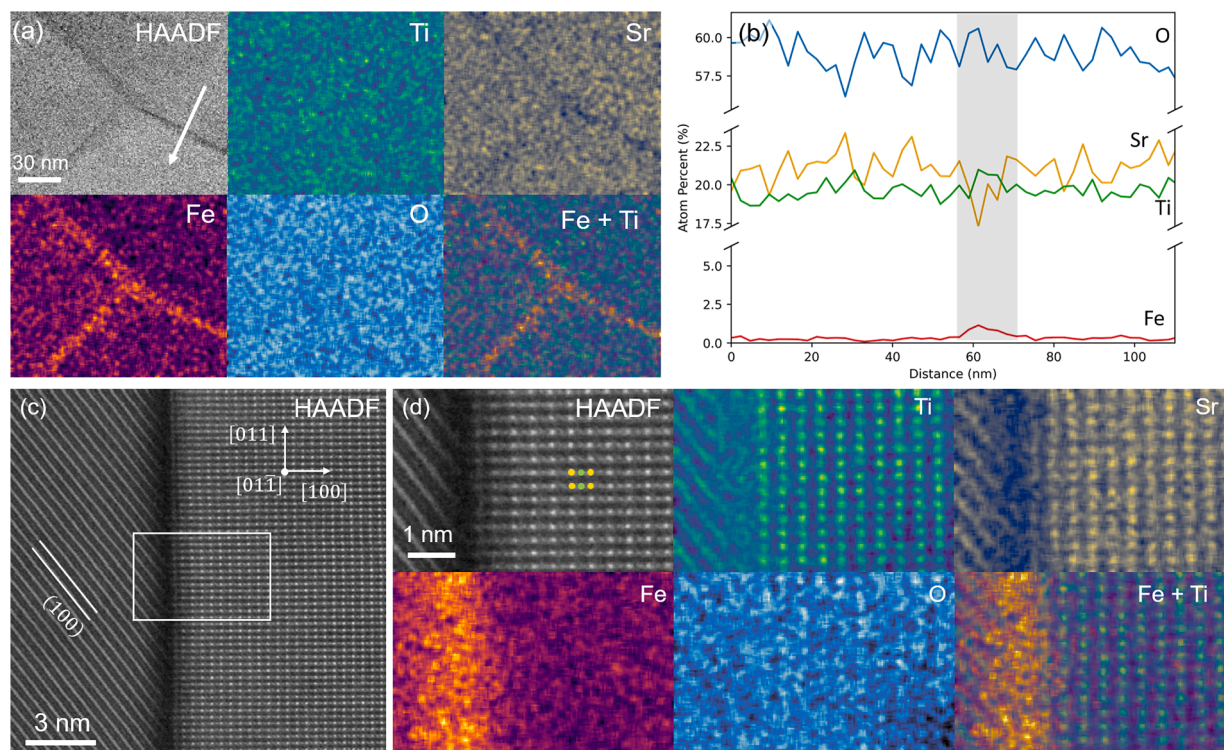 (a)
HAADF
Ti
Sr
30 nm
Fe
O
Fe + Ti
(b)
O
Sr
Ti
Fe
60.0
57.5
22.5
20.0
17.5
5.0
2.5
0.0
Atom Percent (%)
0
20
40
60
80
100
Distance (nm)
(c)
HAADF
[011]
[011̅]
[100]
(100)
3 nm
(d)
HAADF
Ti
Sr
1 nm
Fe
O
Fe + Ti